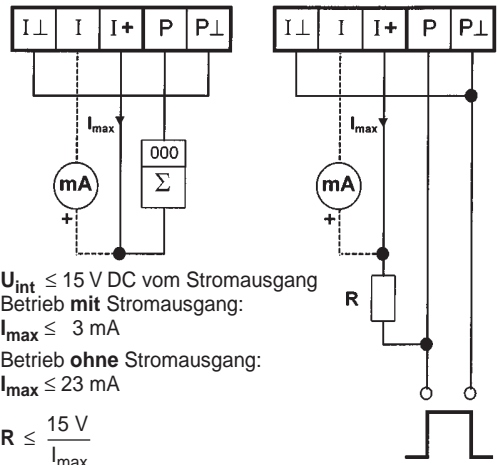 I⊥ I I+ P P⊥
I⊥ I I+ P P⊥
Imax
Imax
000
Σ
mA
+
mA
+
R
Uint ≤ 15 V DC vom Stromausgang
Betrieb mit Stromausgang:
Imax ≤ 3 mA
Betrieb ohne Stromausgang:
Imax ≤ 23 mA
R ≤ 15 V
Imax